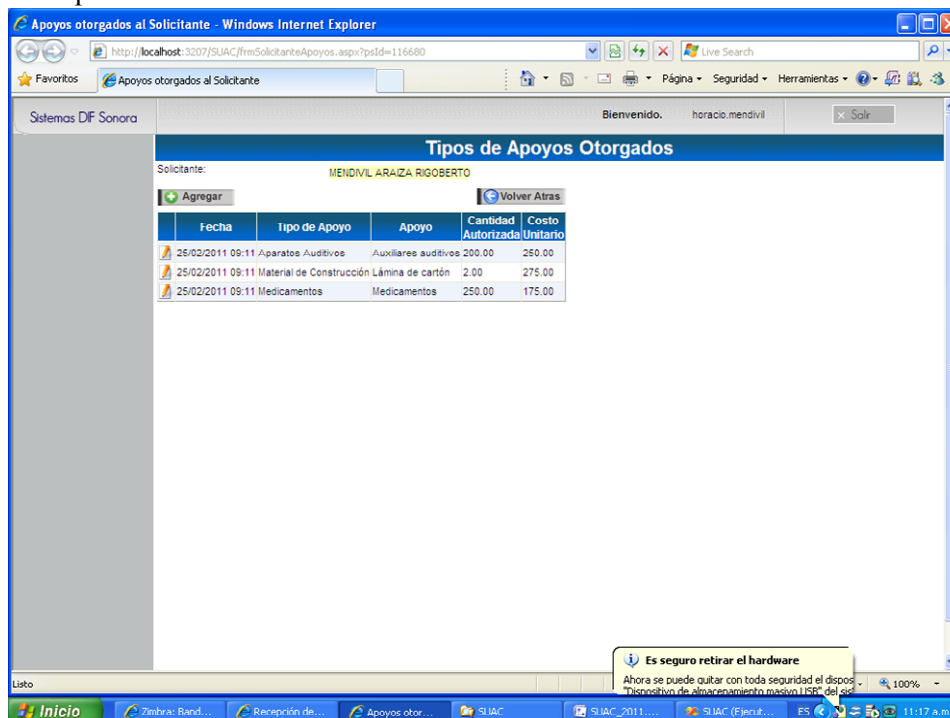 Apoyos otorgados al Solicitante - Windows Internet Explorer
http://localhost:3207/SUAC/frmSolicitanteApoyos.aspx?psId=116680
Live Search
Favoritos
Apoyos otorgados al Solicitante
Página
Seguridad
Herramientas
Sistemas DIF Sonora
Bienvenido.
horacio.mendivil
x Salir
Tipos de Apoyos Otorgados
Solicitante:
MENDIVIL ARAIZA RIGOBERTO
Agregar
Volver Atras
Fecha Tipo de Apoyo Apoyo Cantidad Autorizada Costo Unitario
25/02/2011 09:11 Aparatos Auditivos Auxiliares auditivos 200.00 250.00
25/02/2011 09:11 Material de Construcción Lámina de cartón 2.00 275.00
25/02/2011 09:11 Medicamentos Medicamentos 250.00 175.00
Es seguro retirar el hardware
Ahora se puede quitar con toda seguridad el dispos
"Dispositivo de almacenamiento masivo USB" del sist
Listo
100%
Inicio
Zimbra: Band...
Recepción de...
Apoyos otor...
SUAC
SUAC_2011....
SUAC (Ejecut...
ES
11:17 a.m